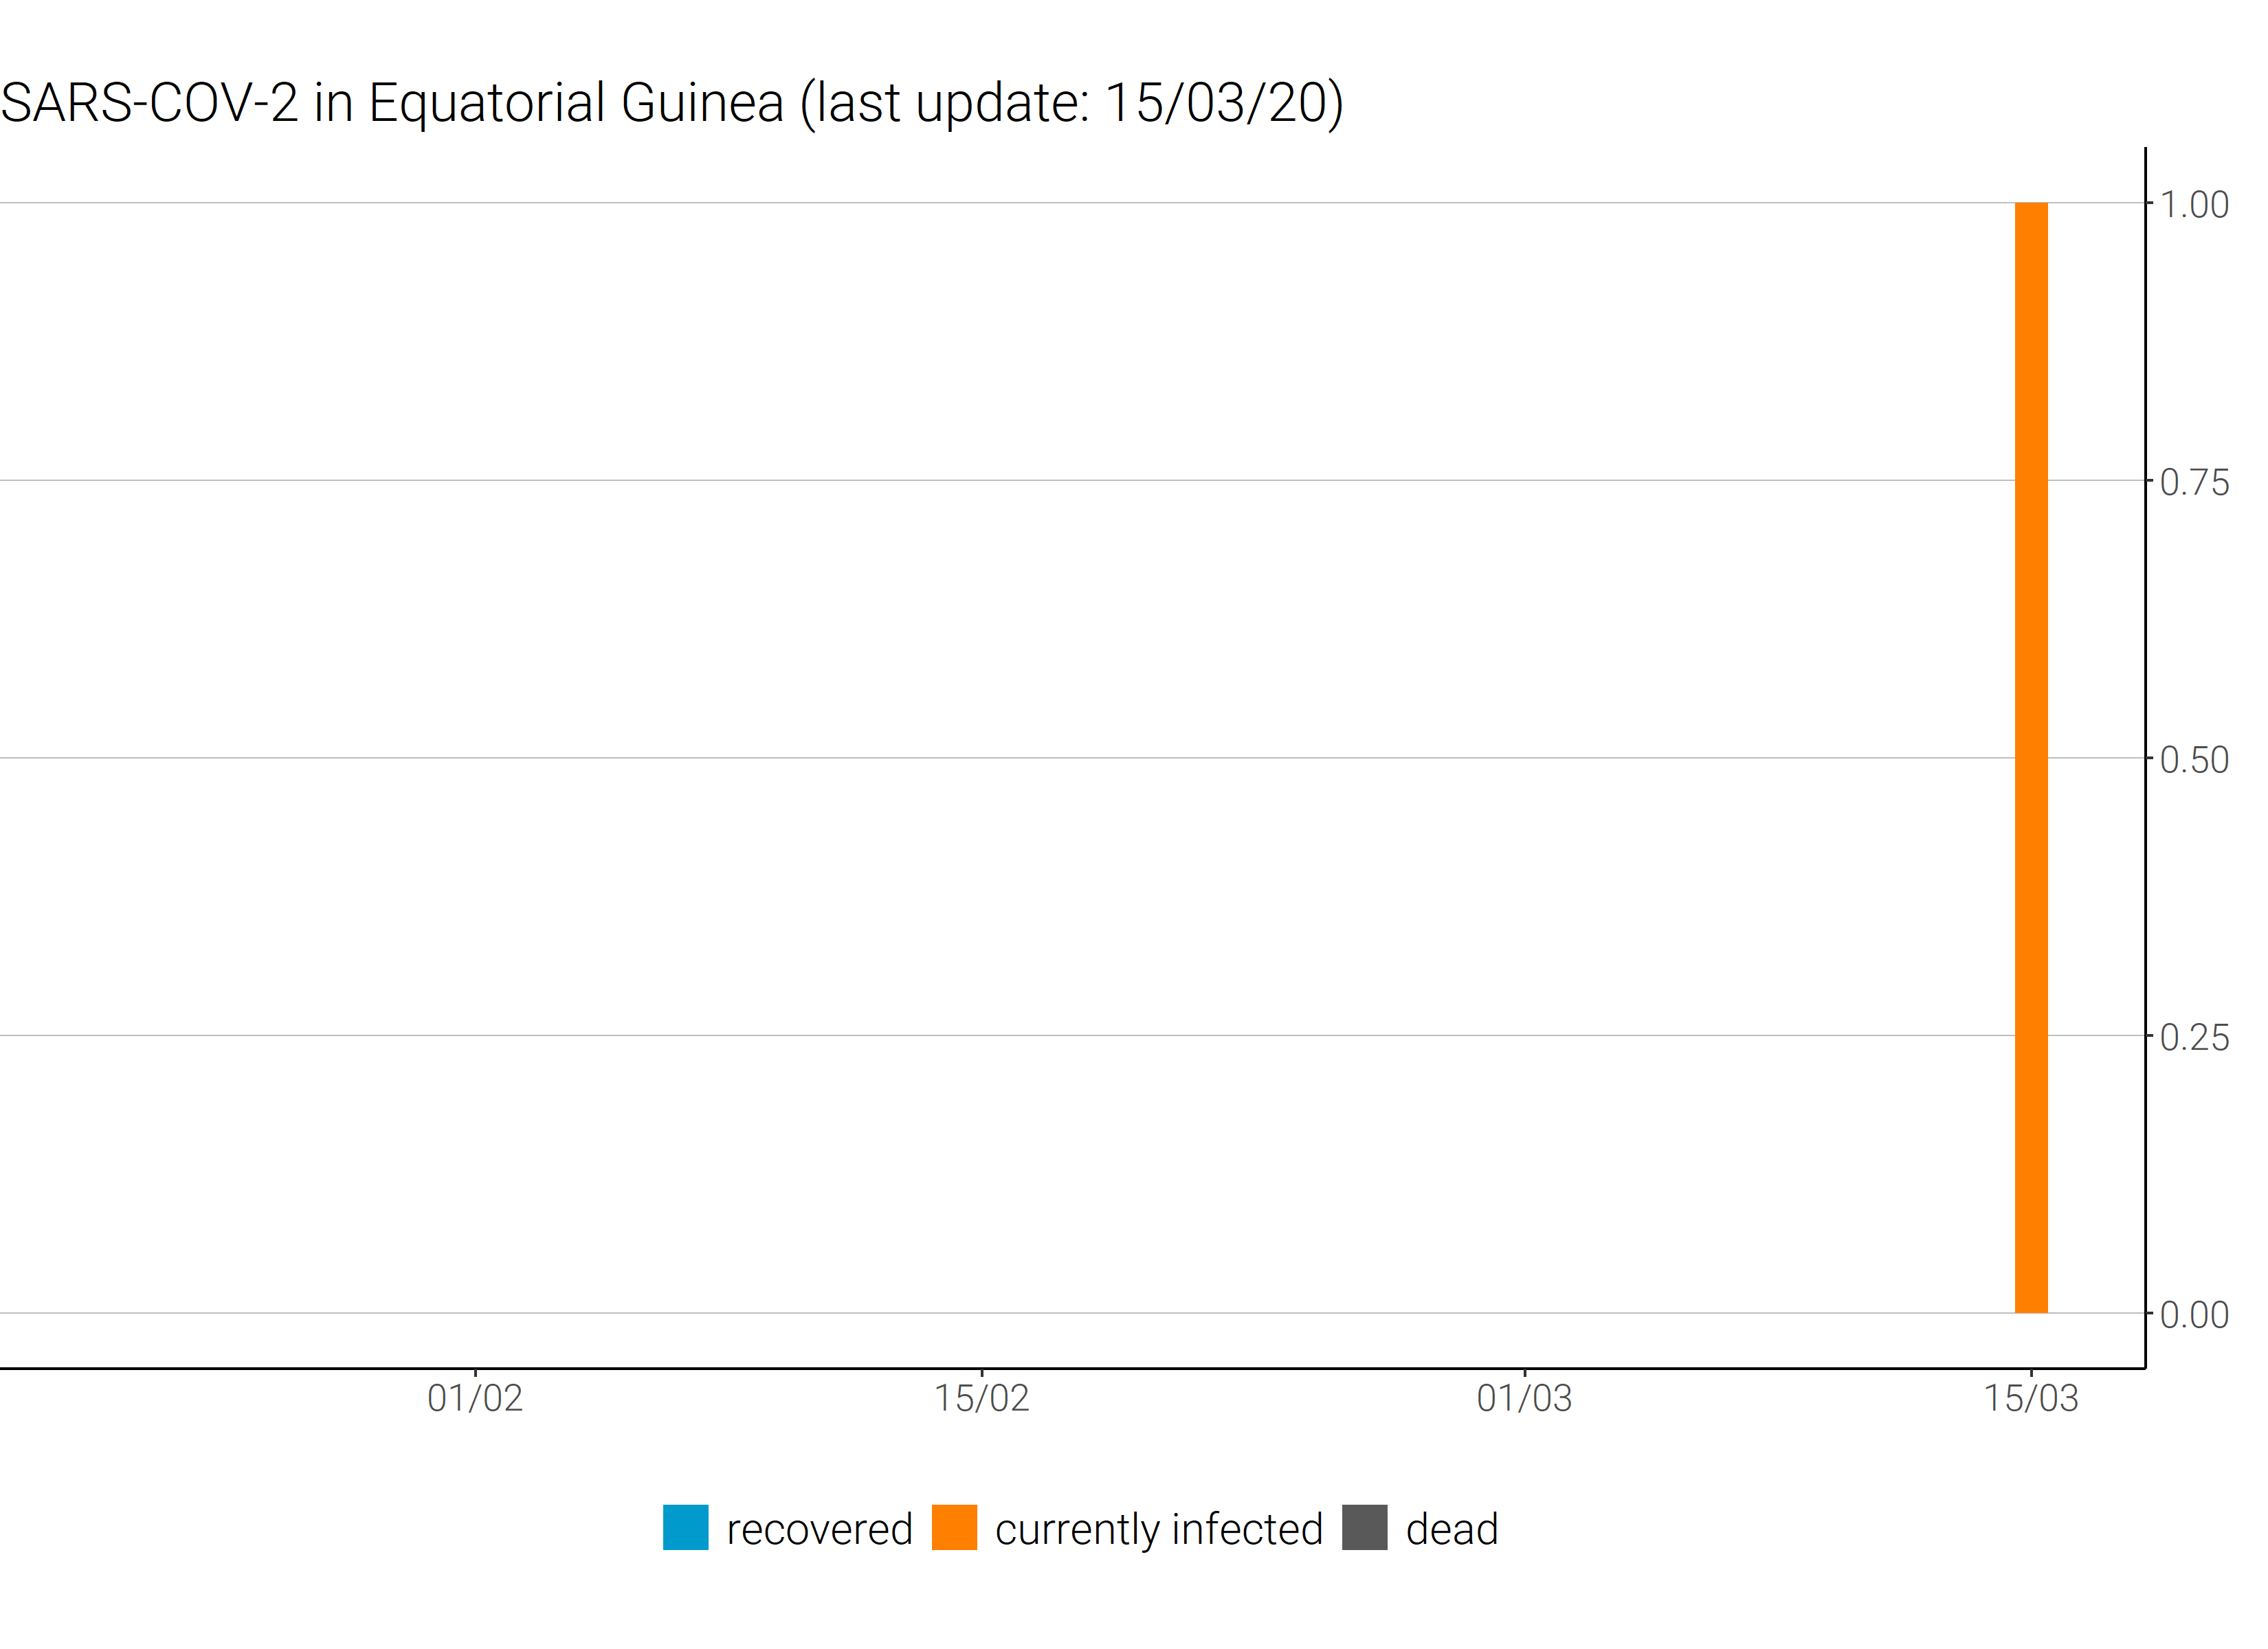 SARS-COV-2 in Equatorial Guinea (last update: 15/03/20)
1.00
0.75
0.50
0.25
0.00
01/02 15/02 01/03 15/03
recovered currently infected dead